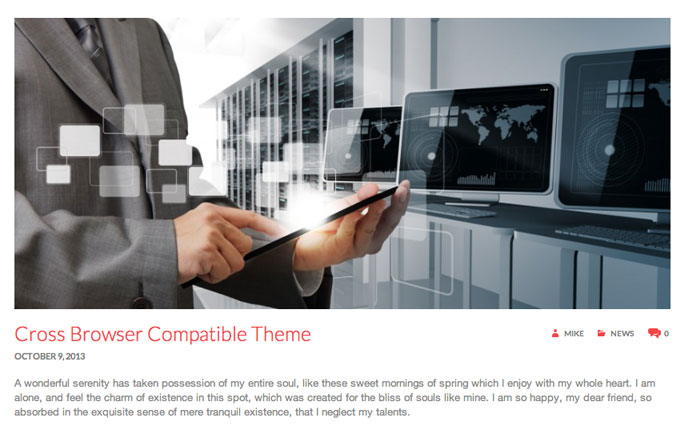 Cross Browser Compatible Theme
MIKE NEWS 0
OCTOBER 9, 2013
A wonderful serenity has taken possession of my entire soul, like these sweet mornings of spring which I enjoy with my whole heart. I am
alone, and feel the charm of existence in this spot, which was created for the bliss of souls like mine. I am so happy, my dear friend, so
absorbed in the exquisite sense of mere tranquil existence, that I neglect my talents.